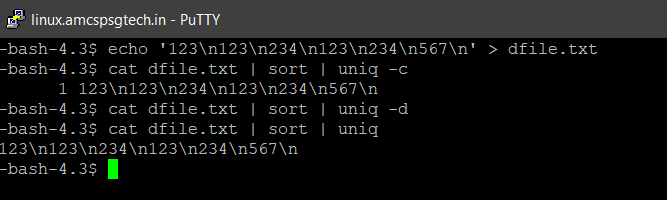 linux.amcspsgtech.in - PuTTY
-bash-4.3$ echo '123\n123\n234\n123\n234\n567\n' > dfile.txt
-bash-4.3$ cat dfile.txt | sort | uniq -c
      1 123\n123\n234\n123\n234\n567\n
-bash-4.3$ cat dfile.txt | sort | uniq -d
-bash-4.3$ cat dfile.txt | sort | uniq
123\n123\n234\n123\n234\n567\n
-bash-4.3$